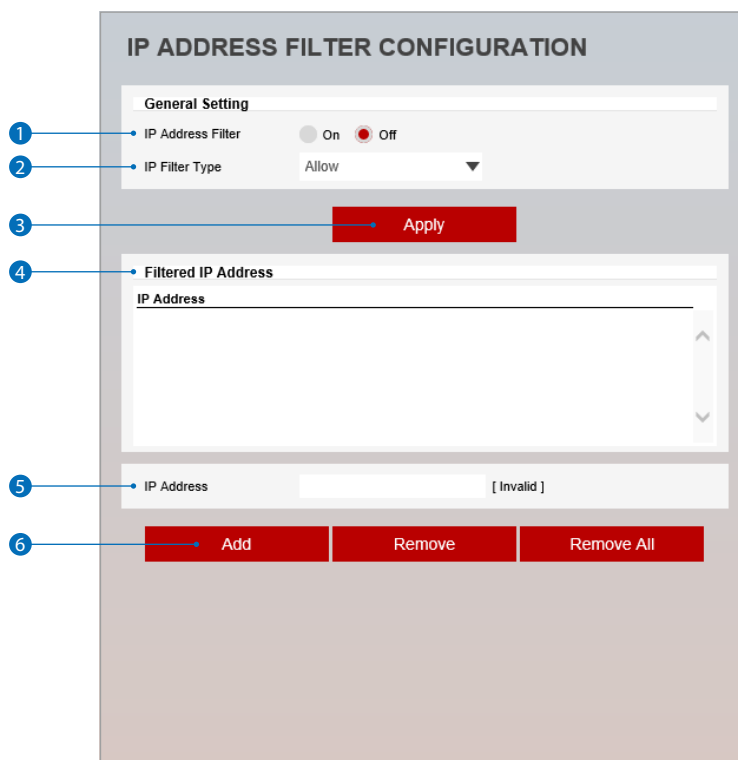 IP ADDRESS FILTER CONFIGURATION
General Setting
1 IP Address Filter On Off
2 IP Filter Type Allow
3 Apply
4 Filtered IP Address
IP Address
5 IP Address [ Invalid ]
6 Add Remove Remove All